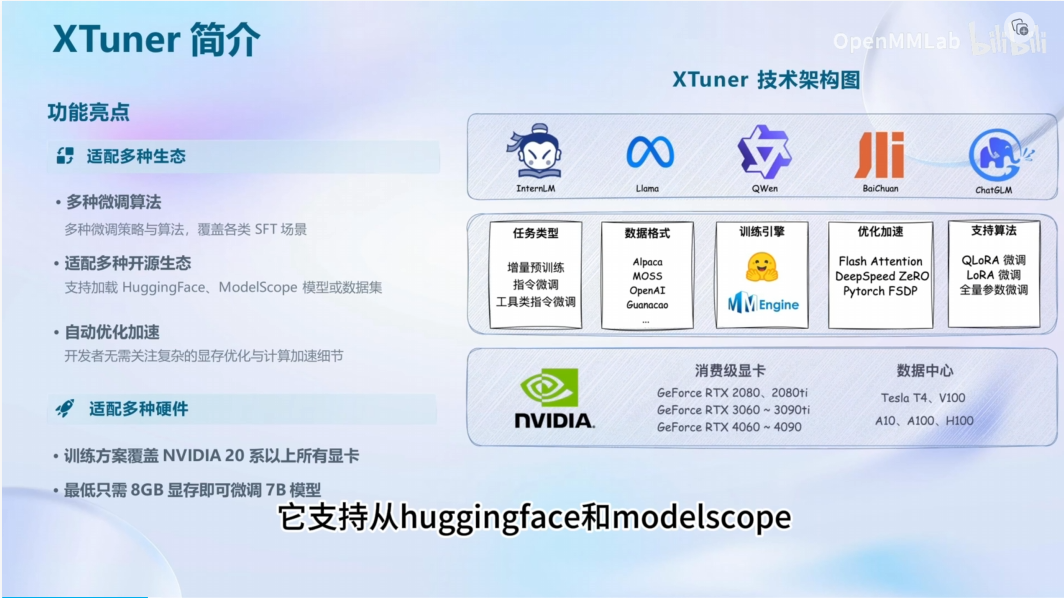 XTuner 简介
OpenMMLab bilibili
功能亮点
适配多种生态
• 多种微调算法
多种微调策略与算法，覆盖各类 SFT 场景
• 适配多种开源生态
支持加载 HuggingFace、ModelScope 模型或数据集
• 自动优化加速
开发者无需关注复杂的显存优化与计算加速细节
适配多种硬件
• 训练方案覆盖 NVIDIA 20 系以上所有显卡
• 最低只需 8GB 显存即可微调 7B 模型
XTuner 技术架构图
InternLM
Llama
QWen
BaiChuan
ChatGLM
任务类型
增量预训练
指令微调
工具类指令微调
数据格式
Alpaca
MOSS
OpenAI
Guanacao
...
训练引擎
MMEngine
优化加速
Flash Attention
DeepSpeed ZeRO
Pytorch FSDP
支持算法
QLoRA 微调
LoRA 微调
全量参数微调
NVIDIA.
消费级显卡
GeForce RTX 2080、2080ti
GeForce RTX 3060 ~ 3090ti
GeForce RTX 4060 ~ 4090
数据中心
Tesla T4、V100
A10、A100、H100
它支持从huggingface和modelscope